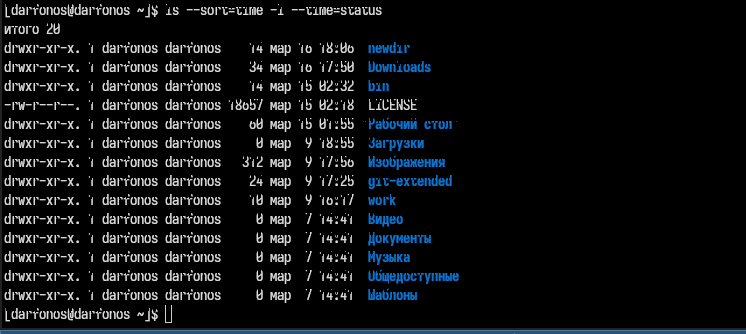 [darfonos@darfonos ~]$ ls --sort=time -l --time=status
итого 20
drwxr-xr-x. 1 darfonos darfonos 14 мар 16 18:06 newdir
drwxr-xr-x. 1 darfonos darfonos 34 мар 16 17:50 Downloads
drwxr-xr-x. 1 darfonos darfonos 14 мар 15 02:32 bin
-rw-r--r--. 1 darfonos darfonos 18657 мар 15 02:18 LICENSE
drwxr-xr-x. 1 darfonos darfonos 60 мар 15 01:55 Рабочий стол
drwxr-xr-x. 1 darfonos darfonos 0 мар 9 18:55 Загрузки
drwxr-xr-x. 1 darfonos darfonos 312 мар 9 17:56 Изображения
drwxr-xr-x. 1 darfonos darfonos 24 мар 9 17:25 git-extended
drwxr-xr-x. 1 darfonos darfonos 10 мар 9 16:17 work
drwxr-xr-x. 1 darfonos darfonos 0 мар 7 14:41 Видео
drwxr-xr-x. 1 darfonos darfonos 0 мар 7 14:41 Документы
drwxr-xr-x. 1 darfonos darfonos 0 мар 7 14:41 Музыка
drwxr-xr-x. 1 darfonos darfonos 0 мар 7 14:41 Общедоступные
drwxr-xr-x. 1 darfonos darfonos 0 мар 7 14:41 Шаблоны
[darfonos@darfonos ~]$